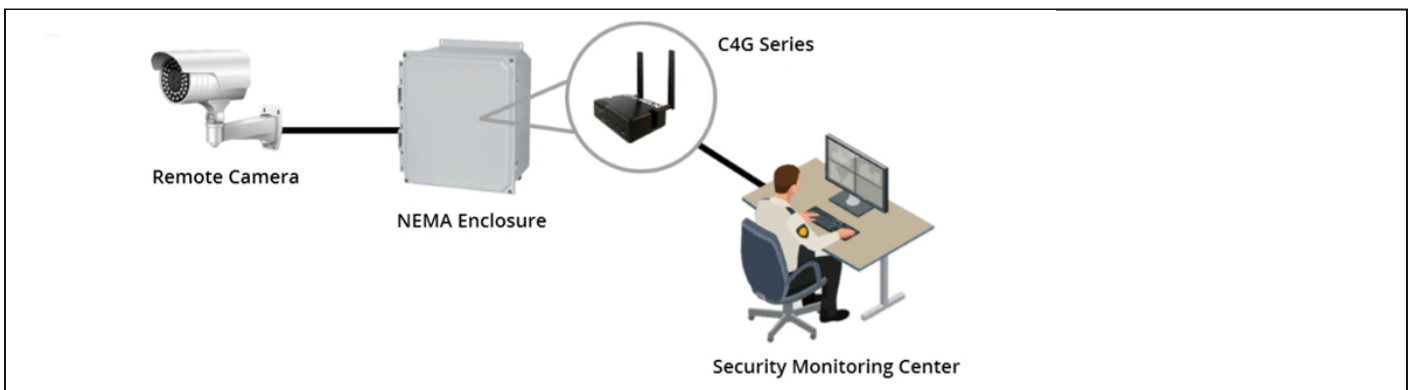 C4G Series
Remote Camera
NEMA Enclosure
Security Monitoring Center